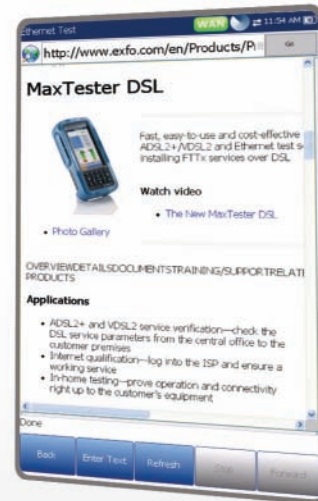 Ethernet Test
WAN
11:54 AM
http://www.exfo.com/en/Products/Pr
Go
MaxTester DSL
Fast, easy-to-use and cost-effective
ADSL2+/VDSL2 and Ethernet test s
installing FTTx services over DSL
Watch video
• The New MaxTester DSL
• Photo Gallery
OVERVIEWDETAILSDOCUMENTSTRAINING/SUPPORTRELATE
PRODUCTS
Applications
• ADSL2+ and VDSL2 service verification—check the
DSL service parameters from the central office to the
customer premises
• Internet qualification—log into the ISP and ensure a
working service
• In-home testing—prove operation and connectivity
right up to the customer's equipment
Done
Back
Enter Text
Refresh
Stop
Forward